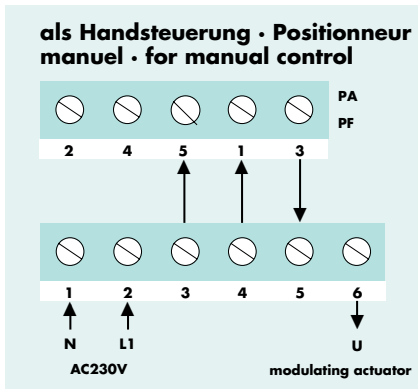 als Handsteuerung · Positionneur
manuel · for manual control
PA
PF
2 4 5 1 3
1 2 3 4 5 6
N L1 U
AC230V modulating actuator